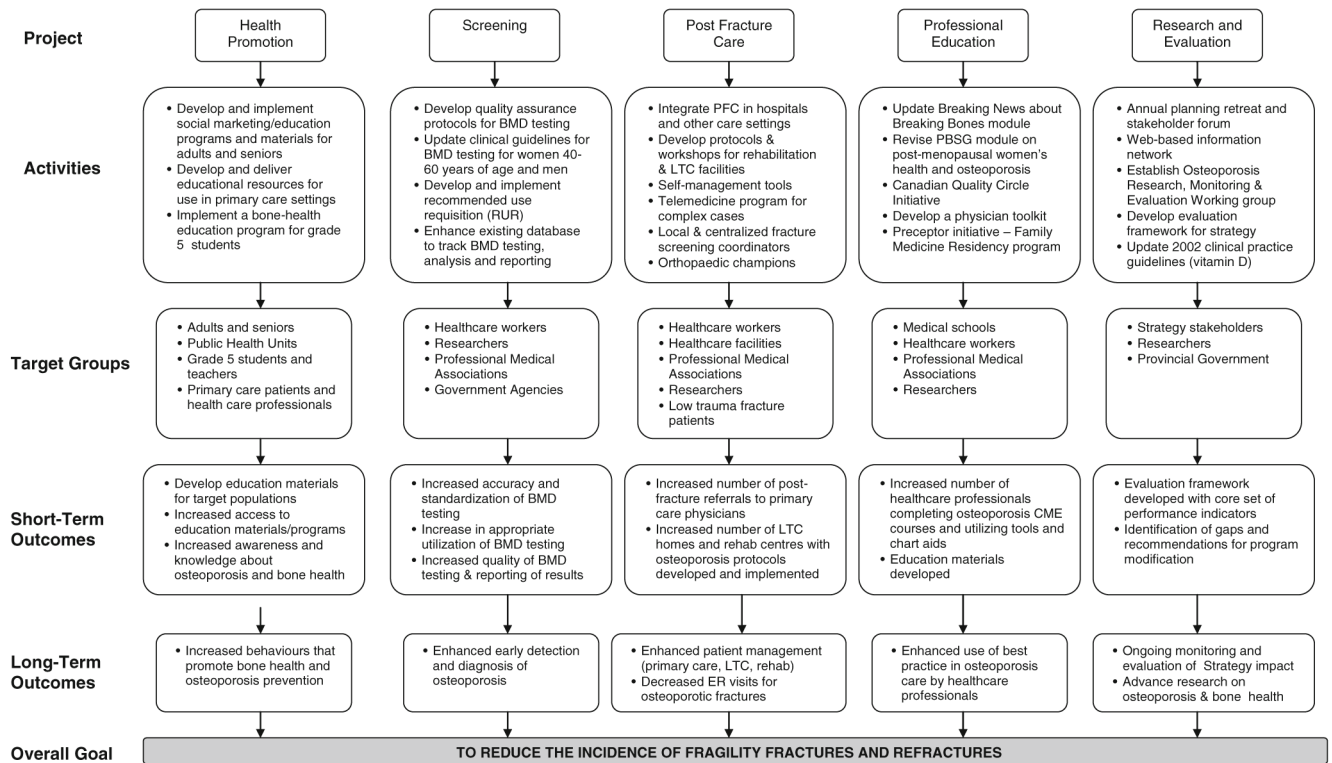 Project
Health
Promotion
Screening
Post Fracture
Care
Professional
Education
Research and
Evaluation
Activities
• Develop and implement
social marketing/education
programs and materials for
adults and seniors
• Develop and deliver
educational resources for
use in primary care settings
• Implement a bone-health
education program for grade
5 students
• Develop quality assurance
protocols for BMD testing
• Update clinical guidelines for
BMD testing for women 40-
60 years of age and men
• Develop and implement
recommended use
requisition (RUR)
• Enhance existing database
to track BMD testing,
analysis and reporting
• Integrate PFC in hospitals
and other care settings
• Develop protocols &
workshops for rehabilitation
& LTC facilities
• Self-management tools
• Telemedicine program for
complex cases
• Local & centralized fracture
screening coordinators
• Orthopaedic champions
• Update Breaking News about
Breaking Bones module
• Revise PBSG module on
post-menopausal women's
health and osteoporosis
• Canadian Quality Circle
Initiative
• Develop a physician toolkit
• Preceptor initiative – Family
Medicine Residency program
• Annual planning retreat and
stakeholder forum
• Web-based information
network
• Establish Osteoporosis
Research, Monitoring &
Evaluation Working group
• Develop evaluation
framework for strategy
• Update 2002 clinical practice
guidelines (vitamin D)
Target Groups
• Adults and seniors
• Public Health Units
• Grade 5 students and
teachers
• Primary care patients and
health care professionals
• Healthcare workers
• Researchers
• Professional Medical
Associations
• Government Agencies
• Healthcare workers
• Healthcare facilities
• Professional Medical
Associations
• Researchers
• Low trauma fracture
patients
• Medical schools
• Healthcare workers
• Professional Medical
Associations
• Researchers
• Strategy stakeholders
• Researchers
• Provincial Government
Short-Term
Outcomes
• Develop education materials
for target populations
• Increased access to
education materials/programs
• Increased awareness and
knowledge about
osteoporosis and bone health
• Increased accuracy and
standardization of BMD
testing
• Increase in appropriate
utilization of BMD testing
• Increased quality of BMD
testing & reporting of results
• Increased number of post-
fracture referrals to primary
care physicians
• Increased number of LTC
homes and rehab centres with
osteoporosis protocols
developed and implemented
• Increased number of
healthcare professionals
completing osteoporosis CME
courses and utilizing tools and
chart aids
• Education materials
developed
• Evaluation framework
developed with core set of
performance indicators
• Identification of gaps and
recommendations for program
modification
Long-Term
Outcomes
• Increased behaviours that
promote bone health and
osteoporosis prevention
• Enhanced early detection
and diagnosis of
osteoporosis
• Enhanced patient management
(primary care, LTC, rehab)
• Decreased ER visits for
osteoporotic fractures
• Enhanced use of best
practice in osteoporosis
care by healthcare
professionals
• Ongoing monitoring and
evaluation of Strategy impact
• Advance research on
osteoporosis & bone health
Overall Goal
TO REDUCE THE INCIDENCE OF FRAGILITY FRACTURES AND REFRACTURES